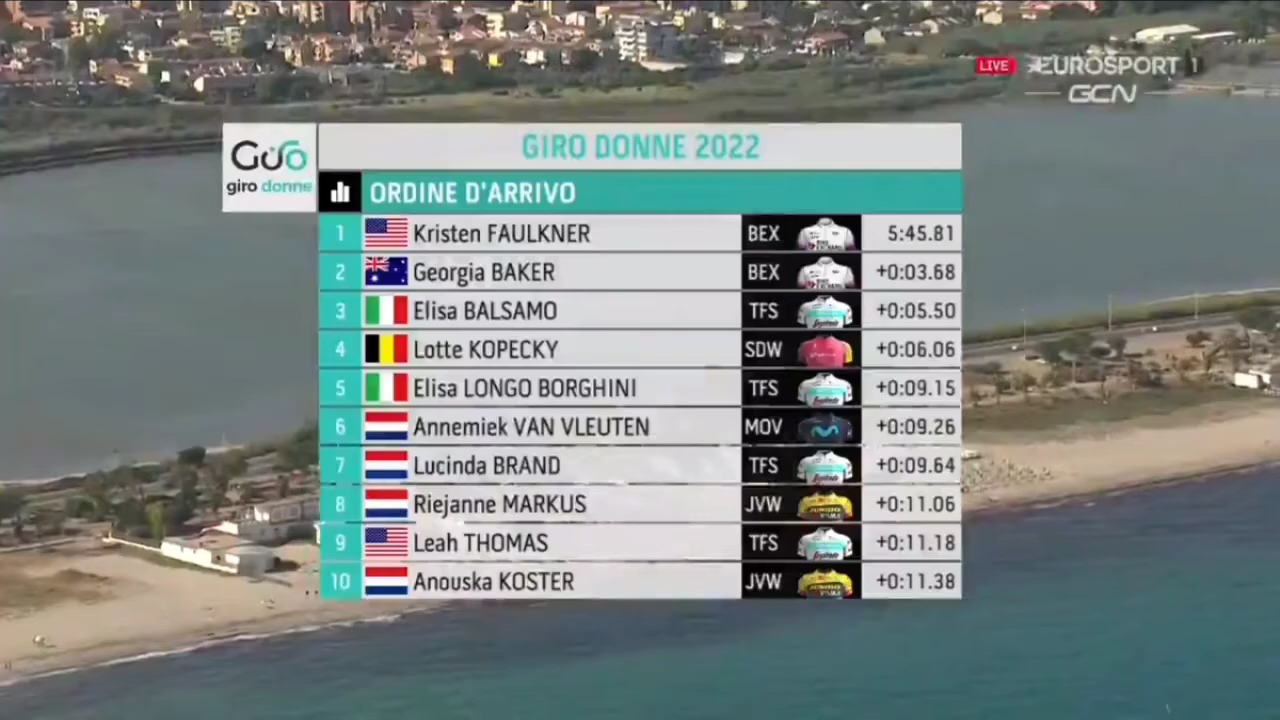 LIVE EUROSPORT 1
GCN
Giro
giro donne
GIRO DONNE 2022
ORDINE D'ARRIVO
1 Kristen FAULKNER BEX 5:45.81
2 Georgia BAKER BEX +0:03.68
3 Elisa BALSAMO TFS +0:05.50
4 Lotte KOPECKY SDW +0:06.06
5 Elisa LONGO BORGHINI TFS +0:09.15
6 Annemiek VAN VLEUTEN MOV +0:09.26
7 Lucinda BRAND TFS +0:09.64
8 Riejanne MARKUS JVW +0:11.06
9 Leah THOMAS TFS +0:11.18
10 Anouska KOSTER JVW +0:11.38